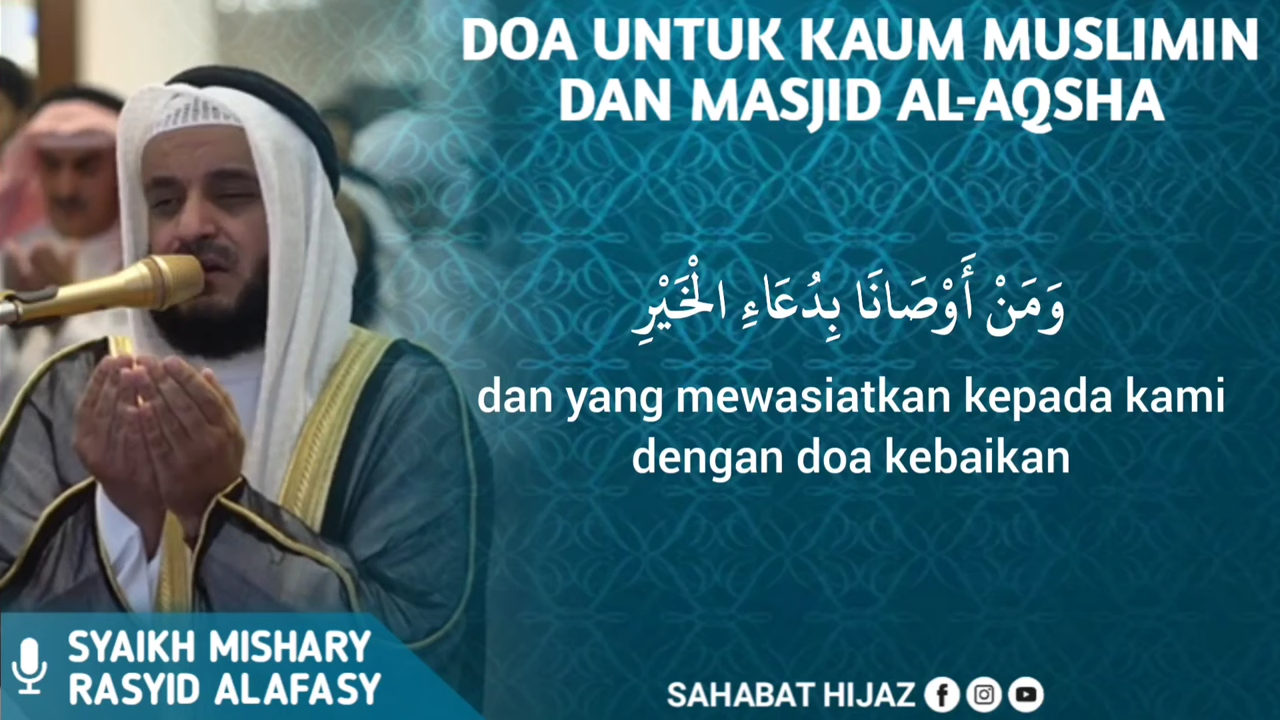 DOA UNTUK KAUM MUSLIMIN
DAN MASJID AL-AQSHA
وَمَنْ أَوْصَانَا بِدُعَاءِ الْخَيْرِ
dan yang mewasiatkan kepada kami
dengan doa kebaikan
SYAIKH MISHARY
RASYID ALAFASY
SAHABAT HIJAZ